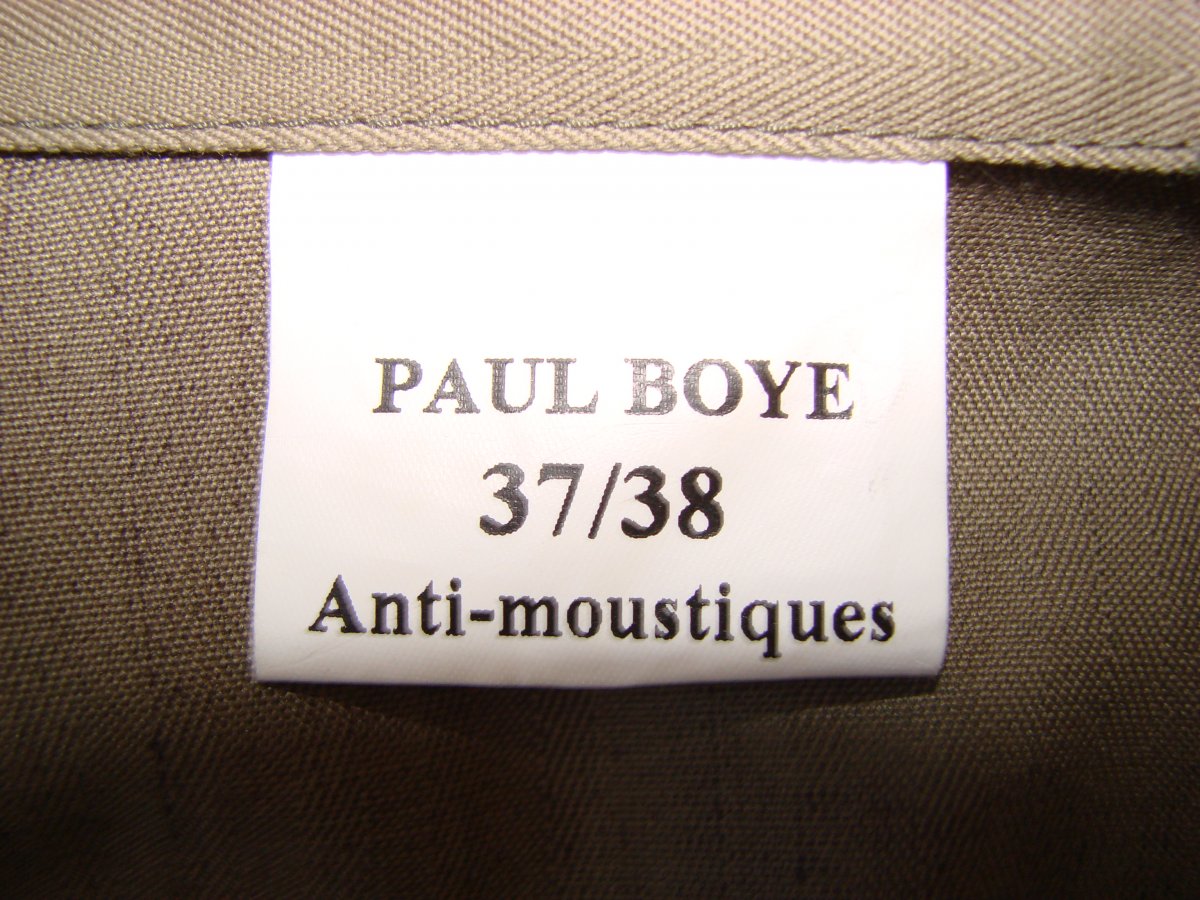 PAUL BOYE
37/38
Anti-moustiques